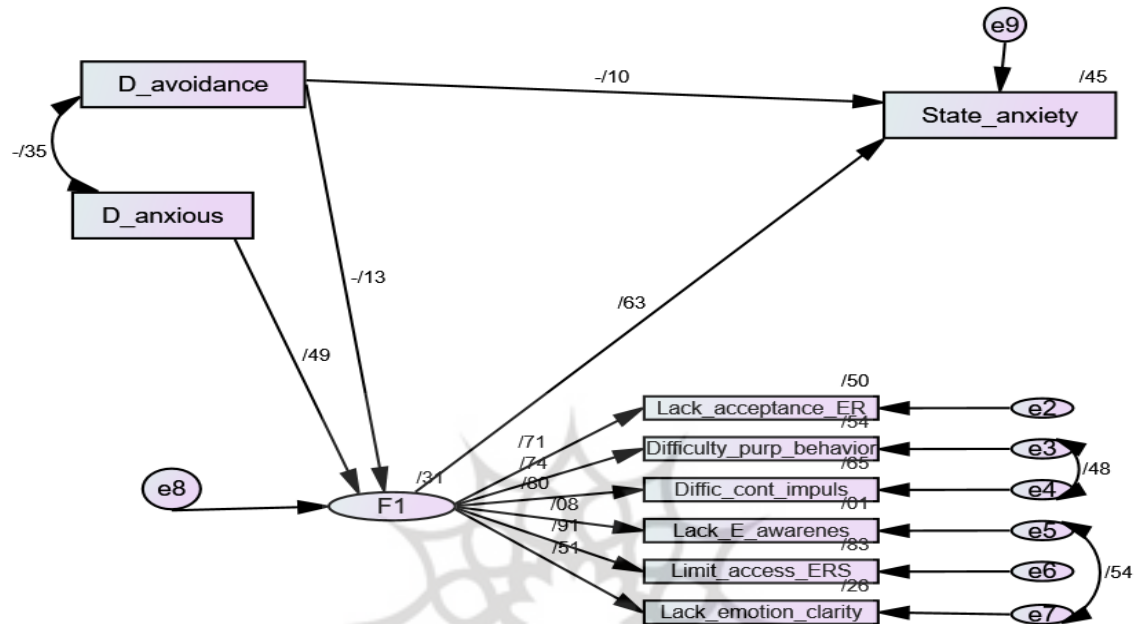 e9
D_avoidance
-/10
/45
State_anxiety
-/35
D_anxious
-/13
/63
/49
/50
Lack_acceptance_ER
e2
/71
/54
Difficulty_purp_behavior
e3
/74
/65
/48
e8
/31
/80
Diffic_cont_impuls
e4
F1
/08
/01
Lack_E_awarenes
e5
/91
/83
Limit_access_ERS
e6
/54
/51
/26
Lack_emotion_clarity
e7